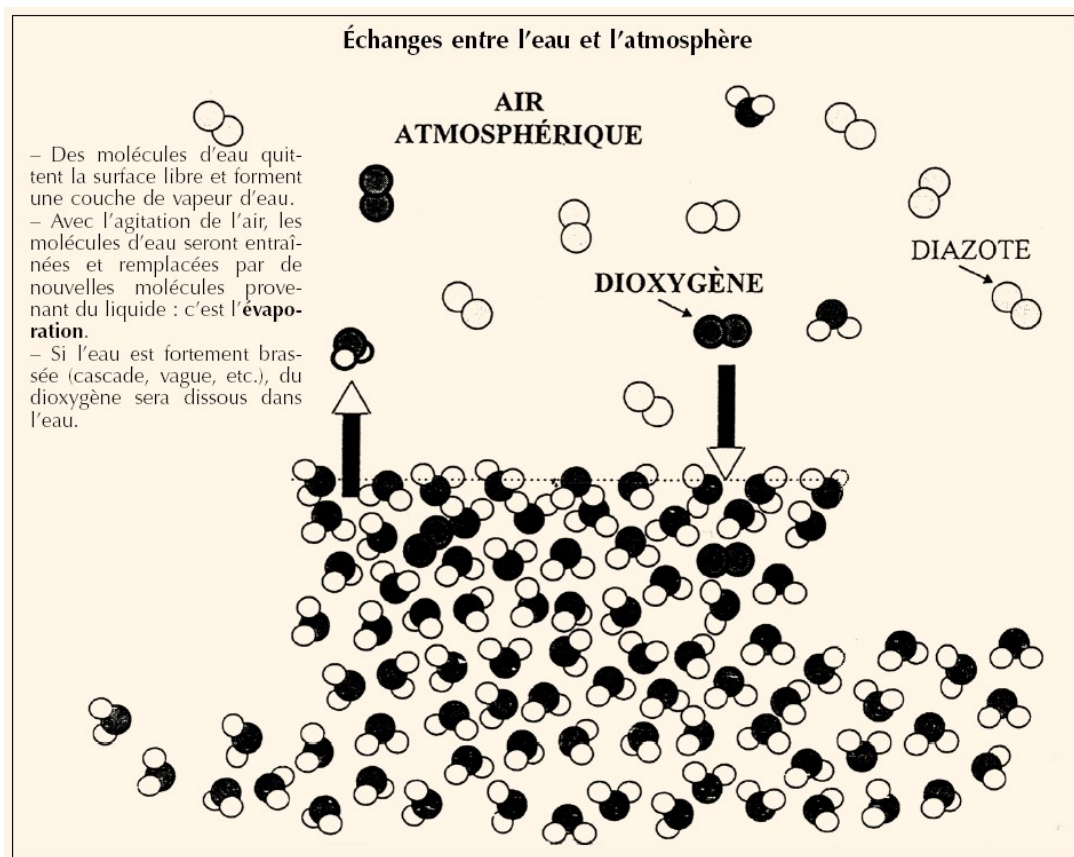 Échanges entre l'eau et l'atmosphère
AIR
ATMOSPHÉRIQUE
– Des molécules d'eau quit-
tent la surface libre et forment
une couche de vapeur d'eau.
– Avec l'agitation de l'air, les
molécules d'eau seront entraî-
nées et remplacées par de
nouvelles molécules prove-
nant du liquide : c'est l'évapo-
ration.
– Si l'eau est fortement bras-
sée (cascade, vague, etc.), du
dioxygène sera dissous dans
l'eau.
DIOXYGÈNE
DIAZOTE